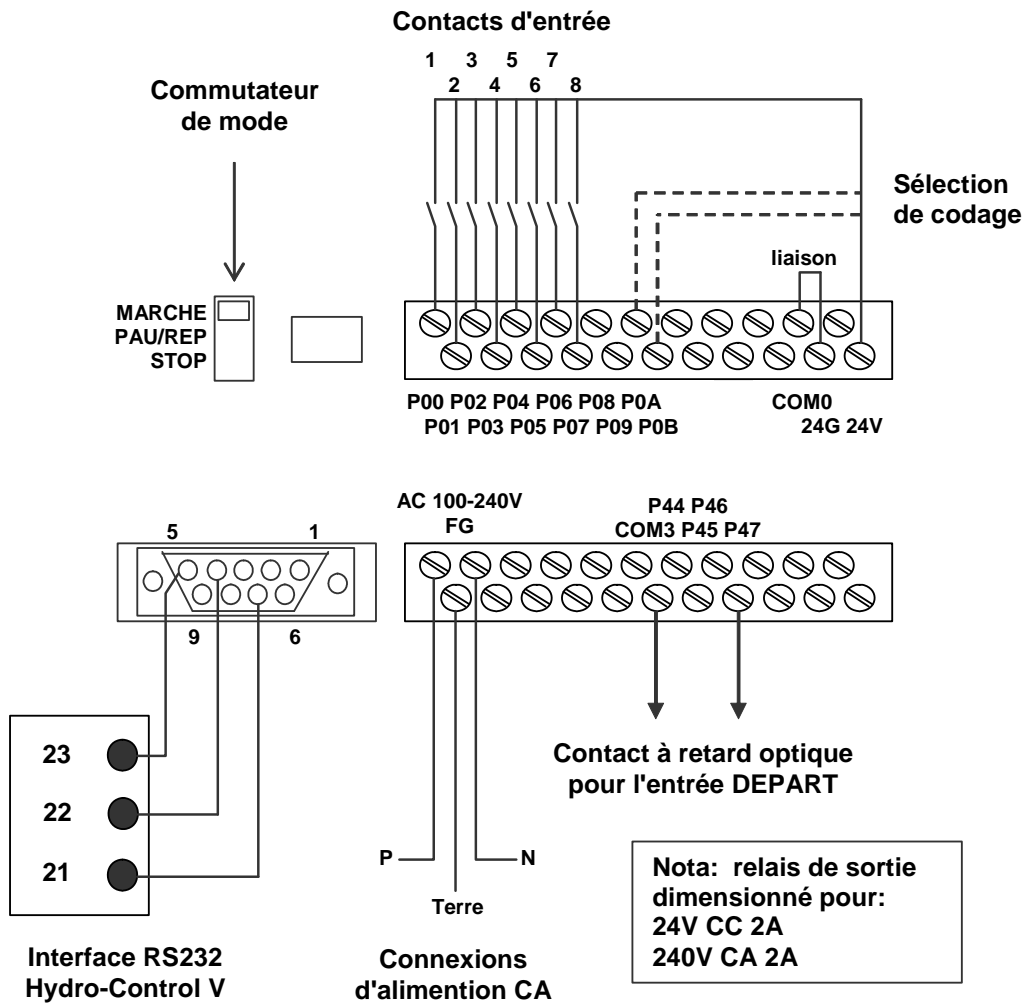 Contacts d'entrée
1 3 5 7
2 4 6 8
Commutateur
de mode
Sélection
de codage
liaison
MARCHE
PAU/REP
STOP
P00 P02 P04 P06 P08 P0A COM0
P01 P03 P05 P07 P09 P0B 24G 24V
AC 100-240V P44 P46
FG COM3 P45 P47
5 1
9 6
23
22
21
Contact à retard optique
pour l'entrée DEPART
P N
Terre
Nota: relais de sortie
dimensionné pour:
24V CC 2A
240V CA 2A
Interface RS232
Hydro-Control V
Connexions
d'alimention CA